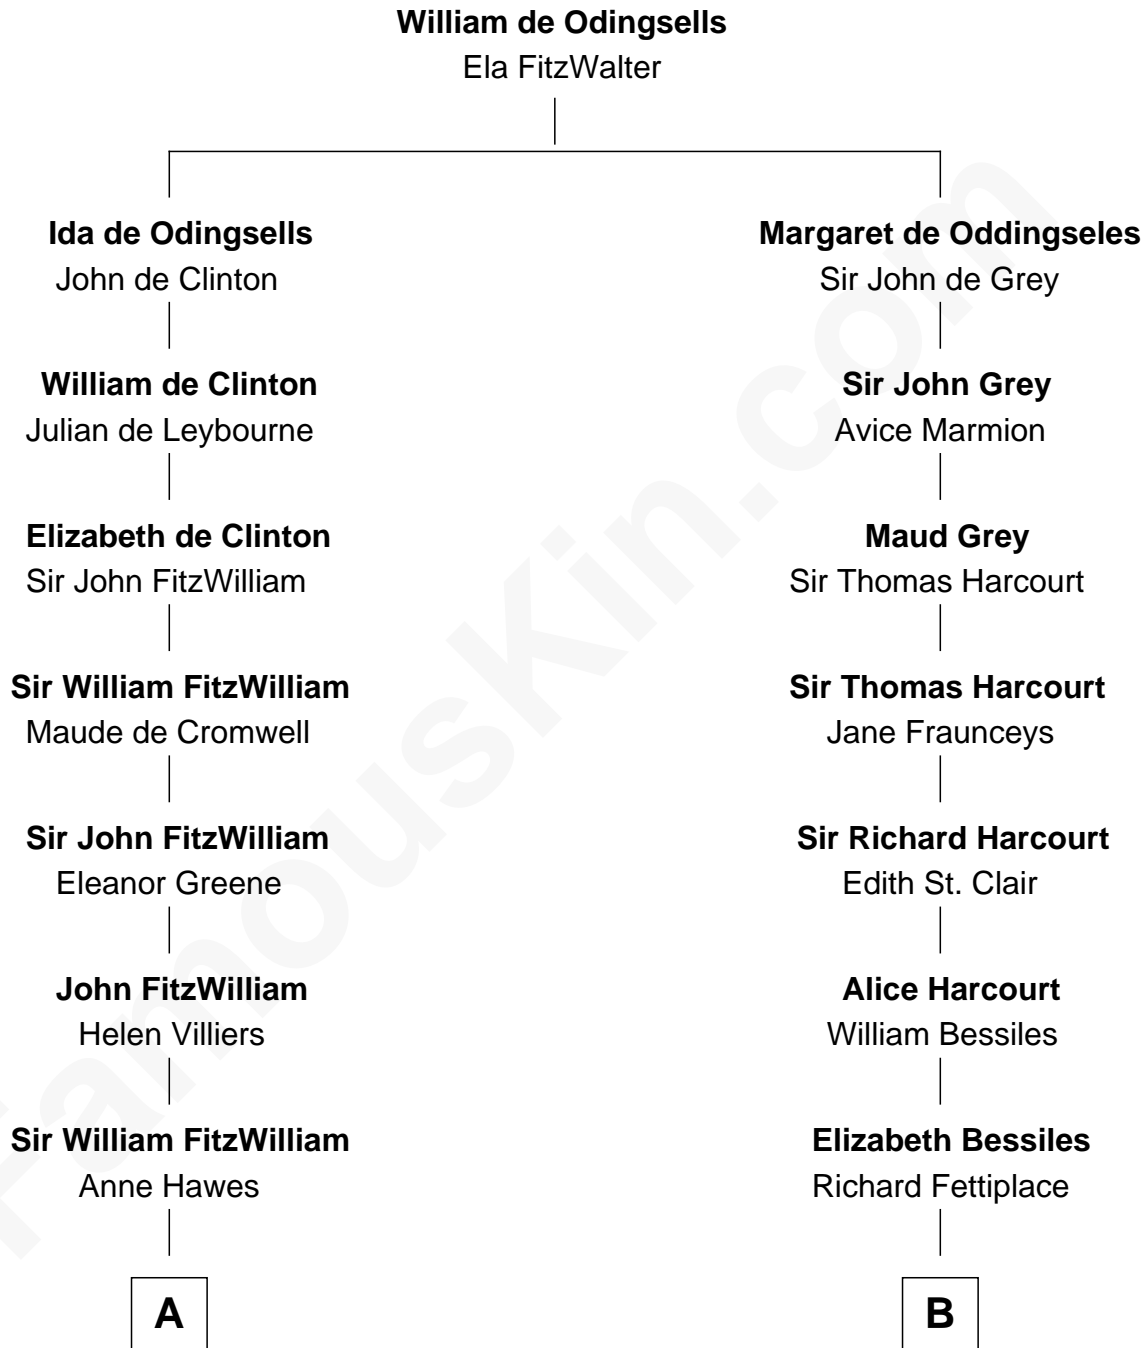 William de Odingsells
Ela FitzWalter
Ida de Odingsells
John de Clinton
William de Clinton
Julian de Leybourne
Elizabeth de Clinton
Sir John FitzWilliam
Sir William FitzWilliam
Maude de Cromwell
Sir John FitzWilliam
Eleanor Greene
John FitzWilliam
Helen Villiers
Sir William FitzWilliam
Anne Hawes
A
Margaret de Oddingseles
Sir John de Grey
Sir John Grey
Avice Marmion
Maud Grey
Sir Thomas Harcourt
Sir Thomas Harcourt
Jane Fraunceys
Sir Richard Harcourt
Edith St. Clair
Alice Harcourt
William Bessiles
Elizabeth Bessiles
Richard Fettiplace
B
FamousKin.com